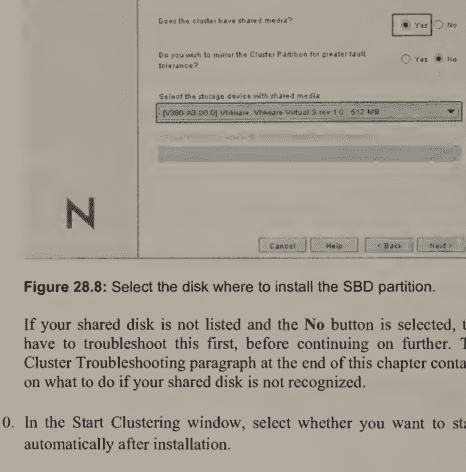 Does the cluster have shared media?
Yes
No
Do you wish to mirror the Cluster Partition for greater fault
tolerance?
Yes
No
Select the storage device with shared media
[V380-A3-D0:0] VMware, VMware Virtual S rev:1.0 512 MB
N
Cancel
Help
< Back
Next >
Figure 28.8: Select the disk where to install the SBD partition.
If your shared disk is not listed and the No button is selected,
have to troubleshoot this first, before continuing on further.
Cluster Troubleshooting paragraph at the end of this chapter conta
on what to do if your shared disk is not recognized.
0. In the Start Clustering window, select whether you want to sta
automatically after installation.